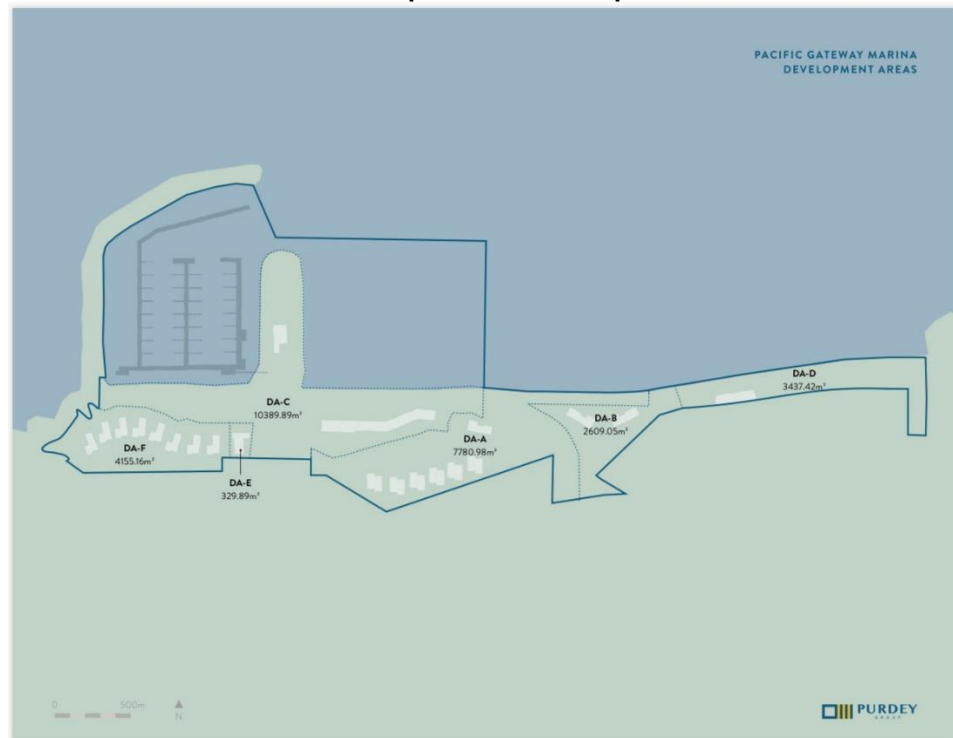 PACIFIC GATEWAY MARINA
DEVELOPMENT AREAS
DA-D
3437.42m²
DA-C
10389.89m²
DA-B
2609.05m²
DA-A
7780.98m²
DA-F
4155.16m²
DA-E
329.89m²
0 500m
N
PURDEY
GROUP